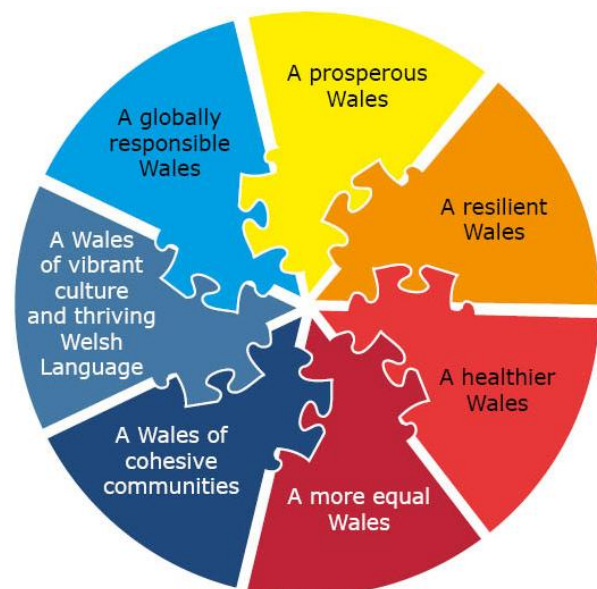 A prosperous
Wales
A resilient
Wales
A healthier
Wales
A more equal
Wales
A Wales of
cohesive
communities
A Wales
of vibrant
culture
and thriving
Welsh
Language
A globally
responsible
Wales